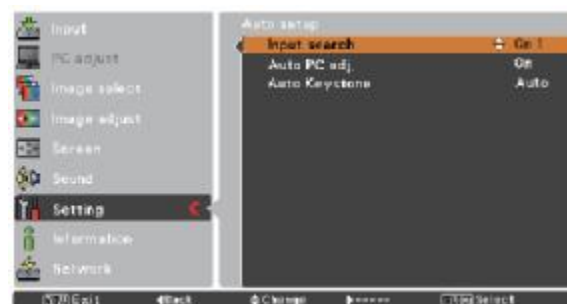 Auto setup
Input
Input search On 1
PC adjust
Auto PC adj. On
Image select
Auto Keystone Auto
Image adjust
Screen
Sound
Setting
Information
Network
Exit Back Change ----- Select